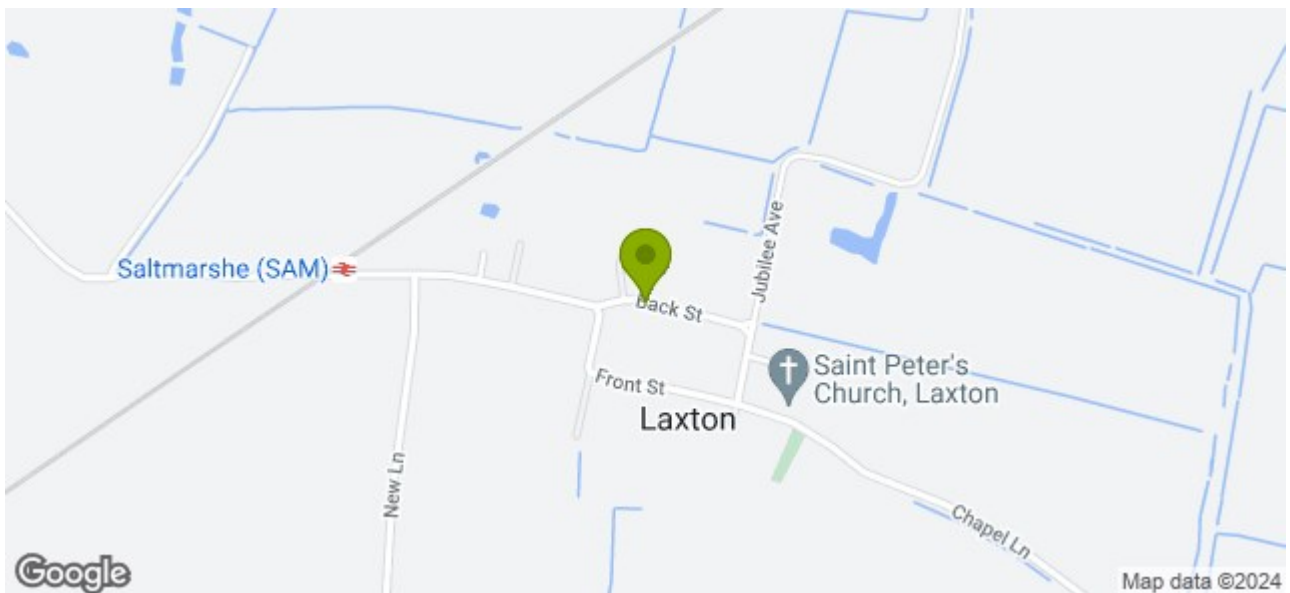 Jubilee Ave
Saltmarshe (SAM)
Back St
Saint Peter's
Church, Laxton
Front St
Laxton
New Ln
Chapel Ln
Google
Map data ©2024